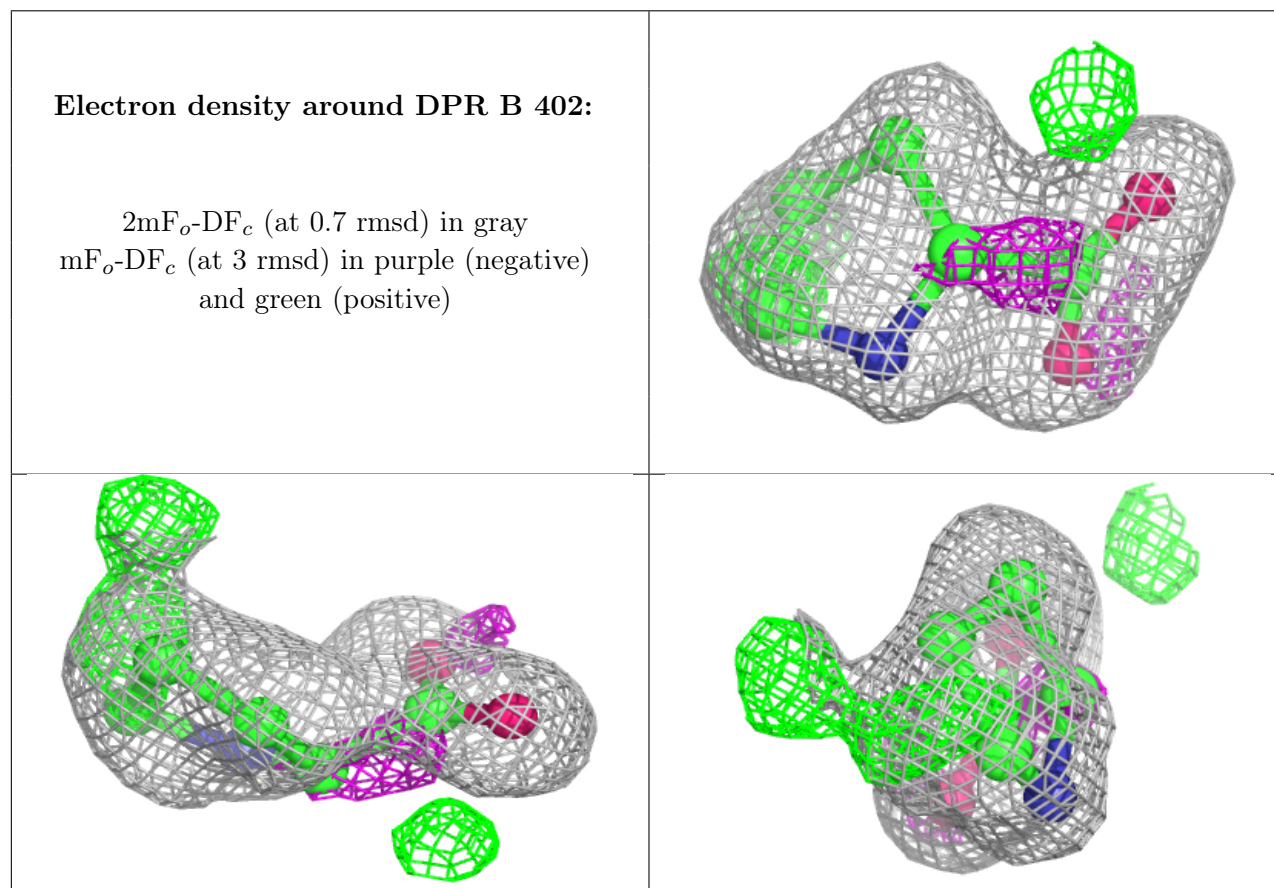 Electron density around DPR B 402:
2mFo-DFc (at 0.7 rmsd) in gray
mFo-DFc (at 3 rmsd) in purple (negative)
and green (positive)